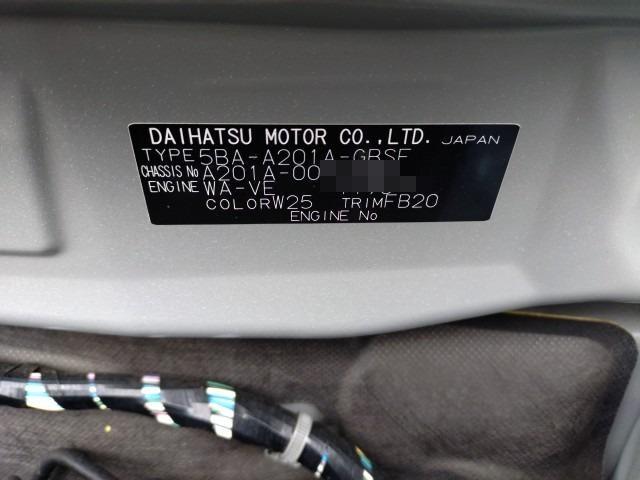 DAIHATSU MOTOR CO.,LTD. JAPAN
TYPE 5BA-A201A-GBSF
CHASSIS No A201A-00
ENGINE WA-VE
COLOR W25 TRIM FB20
ENGINE No